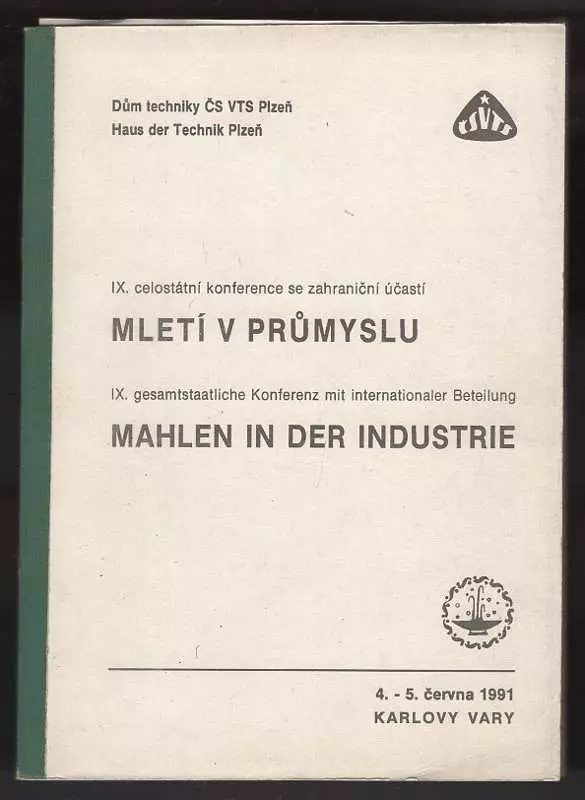 Dům techniky ČS VTS Plzeň
Haus der Technik Plzeň
ČSVTS
IX. celostátní konference se zahraniční účastí
MLETÍ V PRŮMYSLU
IX. gesamtstaatliche Konferenz mit internationaler Beteilung
MAHLEN IN DER INDUSTRIE
4. - 5. června 1991
KARLOVY VARY